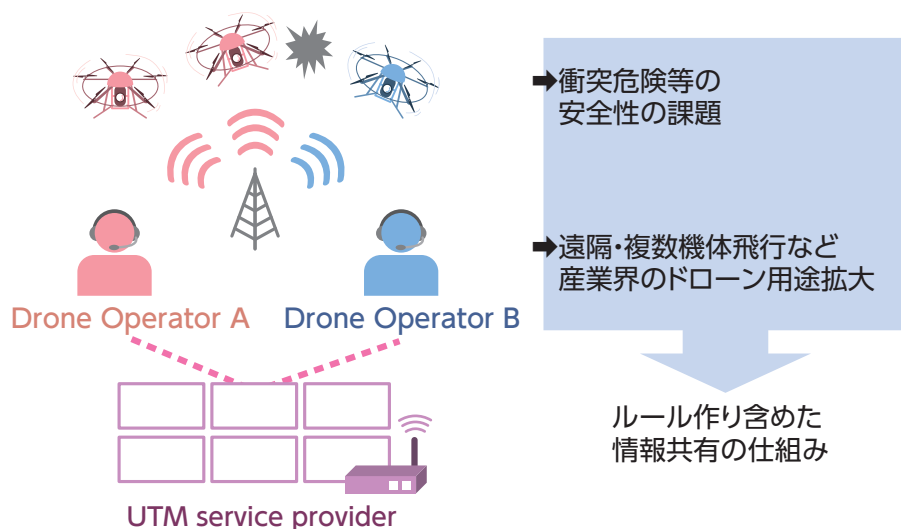 ➡衝突危険等の
安全性の課題
➡遠隔・複数機体飛行など
産業界のドローン用途拡大
Drone Operator A
Drone Operator B
ルール作り含めた
情報共有の仕組み
UTM service provider